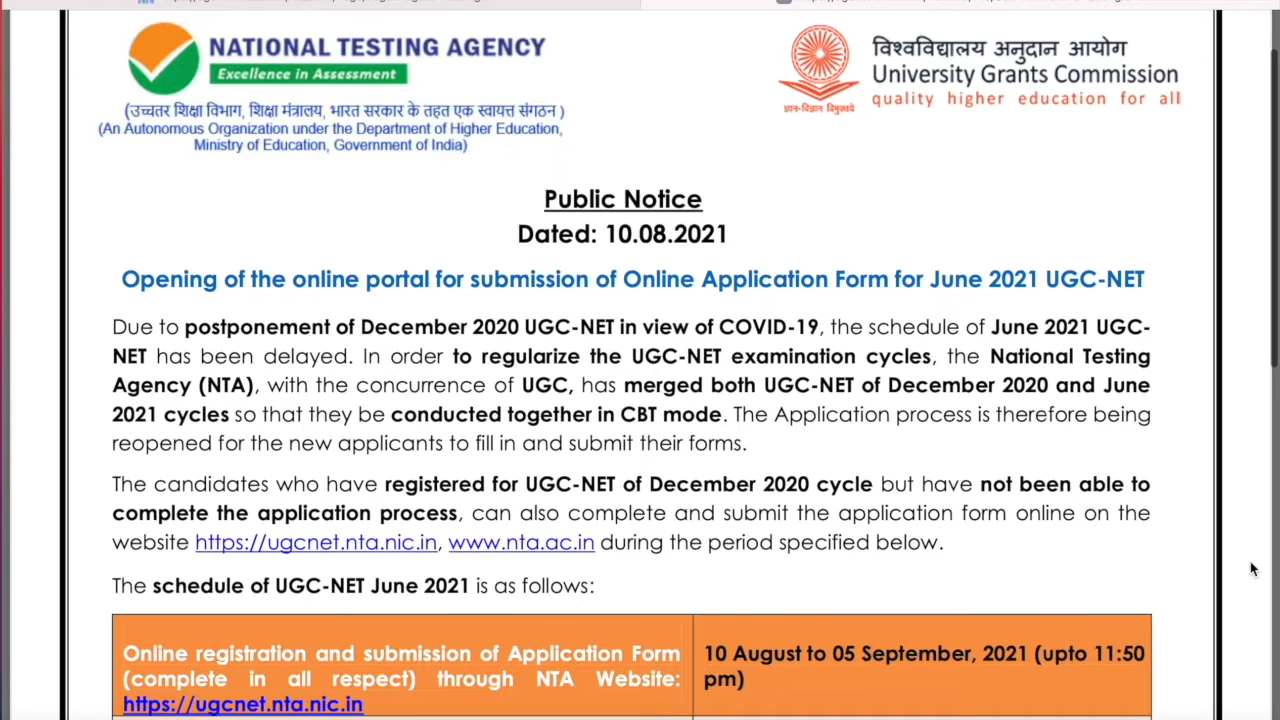 NATIONAL TESTING AGENCY
Excellence in Assessment
(उच्चतर शिक्षा विभाग, शिक्षा मंत्रालय, भारत सरकार के तहत एक स्वायत्त संगठन )
(An Autonomous Organization under the Department of Higher Education,
Ministry of Education, Government of India)
विश्वविद्यालय अनुदान आयोग
University Grants Commission
quality higher education for all
ज्ञान-विज्ञान विमुक्तये
Public Notice
Dated: 10.08.2021
Opening of the online portal for submission of Online Application Form for June 2021 UGC-NET
Due to postponement of December 2020 UGC-NET in view of COVID-19, the schedule of June 2021 UGC-
NET has been delayed. In order to regularize the UGC-NET examination cycles, the National Testing
Agency (NTA), with the concurrence of UGC, has merged both UGC-NET of December 2020 and June
2021 cycles so that they be conducted together in CBT mode. The Application process is therefore being
reopened for the new applicants to fill in and submit their forms.
The candidates who have registered for UGC-NET of December 2020 cycle but have not been able to
complete the application process, can also complete and submit the application form online on the
website https://ugcnet.nta.nic.in, www.nta.ac.in during the period specified below.
The schedule of UGC-NET June 2021 is as follows:
Online registration and submission of Application Form
(complete in all respect) through NTA Website:
https://ugcnet.nta.nic.in
10 August to 05 September, 2021 (upto 11:50
pm)